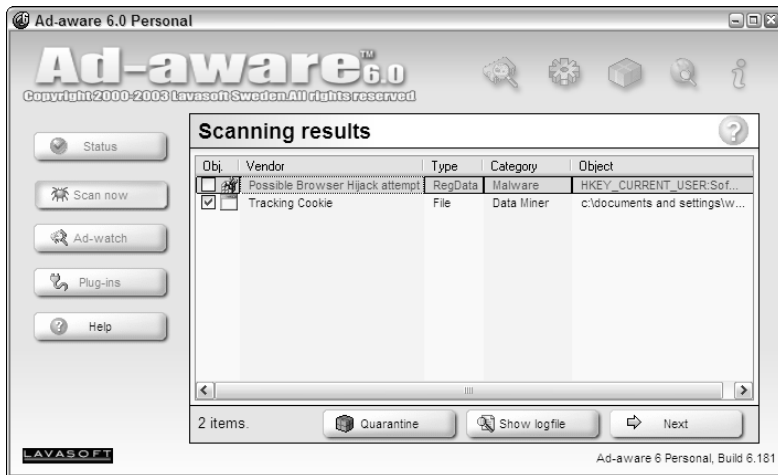 Ad-aware 6.0 Personal
Ad-aware 6.0 TM
Copyright 2000-2003 Lavasoft Sweden. All rights reserved
Status
Scan now
Ad-watch
Plug-ins
Help
Scanning results
Obj. Vendor Type Category Object
Possible Browser Hijack attempt RegData Malware HKEY_CURRENT_USER:Sof...
Tracking Cookie File Data Miner c:\documents and settings\w...
2 items.
Quarantine
Show logfile
Next
LAVASOFT
Ad-aware 6 Personal, Build 6.181